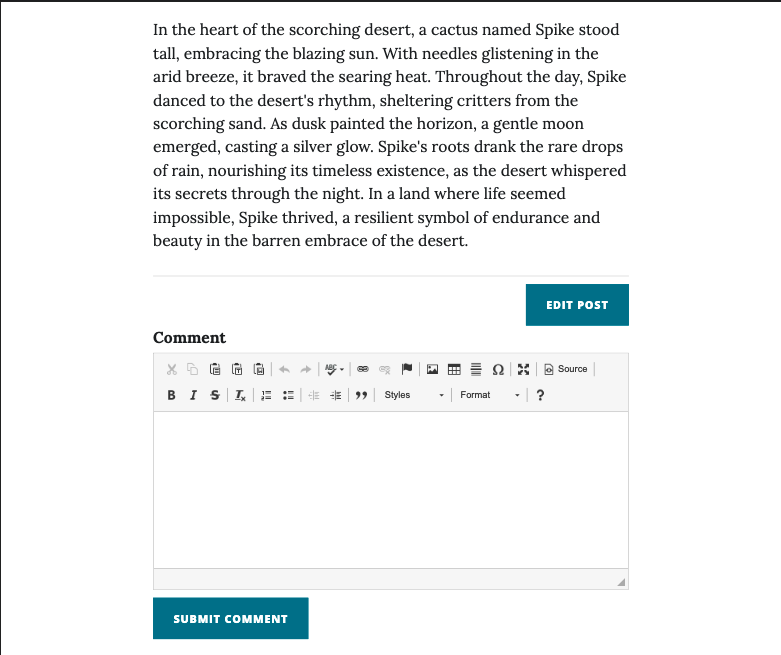 In the heart of the scorching desert, a cactus named Spike stood
tall, embracing the blazing sun. With needles glistening in the
arid breeze, it braved the searing heat. Throughout the day, Spike
danced to the desert's rhythm, sheltering critters from the
scorching sand. As dusk painted the horizon, a gentle moon
emerged, casting a silver glow. Spike's roots drank the rare drops
of rain, nourishing its timeless existence, as the desert whispered
its secrets through the night. In a land where life seemed
impossible, Spike thrived, a resilient symbol of endurance and
beauty in the barren embrace of the desert.
EDIT POST
Comment
ABC Ω Source
B I S Tx Styles Format ?
SUBMIT COMMENT